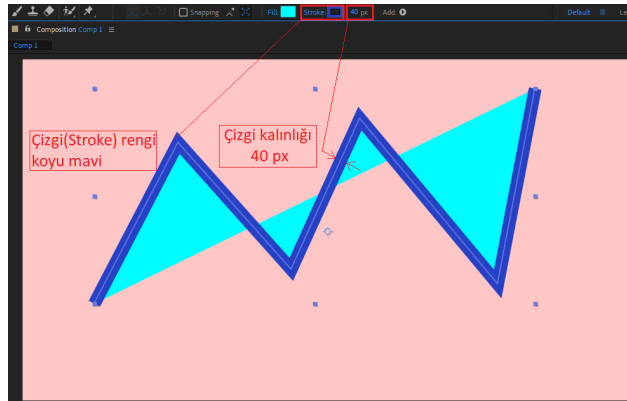 Snapping Fill: Stroke: 40 px Add: Default Le
Composition Comp 1
Comp 1
Çizgi(Stroke) rengi
koyu mavi
Çizgi kalınlığı
40 px